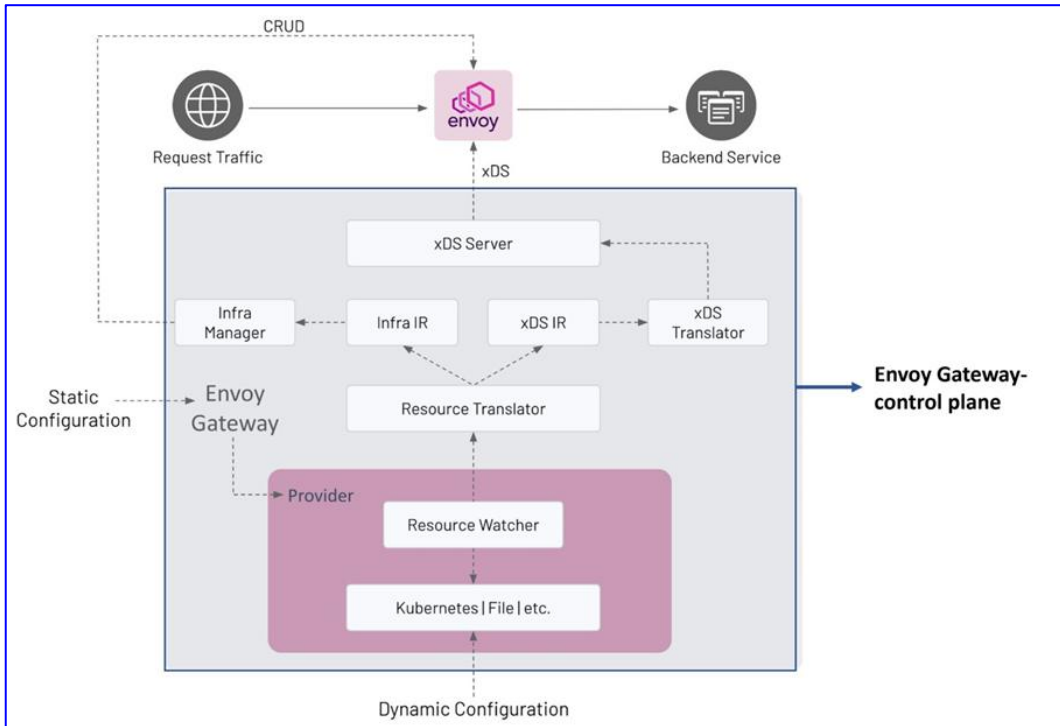 CRUD
envoy
Request Traffic
Backend Service
xDS
xDS Server
Infra
Manager
Infra IR
xDS IR
xDS
Translator
Static
Configuration
Envoy
Gateway
Resource Translator
Envoy Gateway-
control plane
Provider
Resource Watcher
Kubernetes | File | etc.
Dynamic Configuration